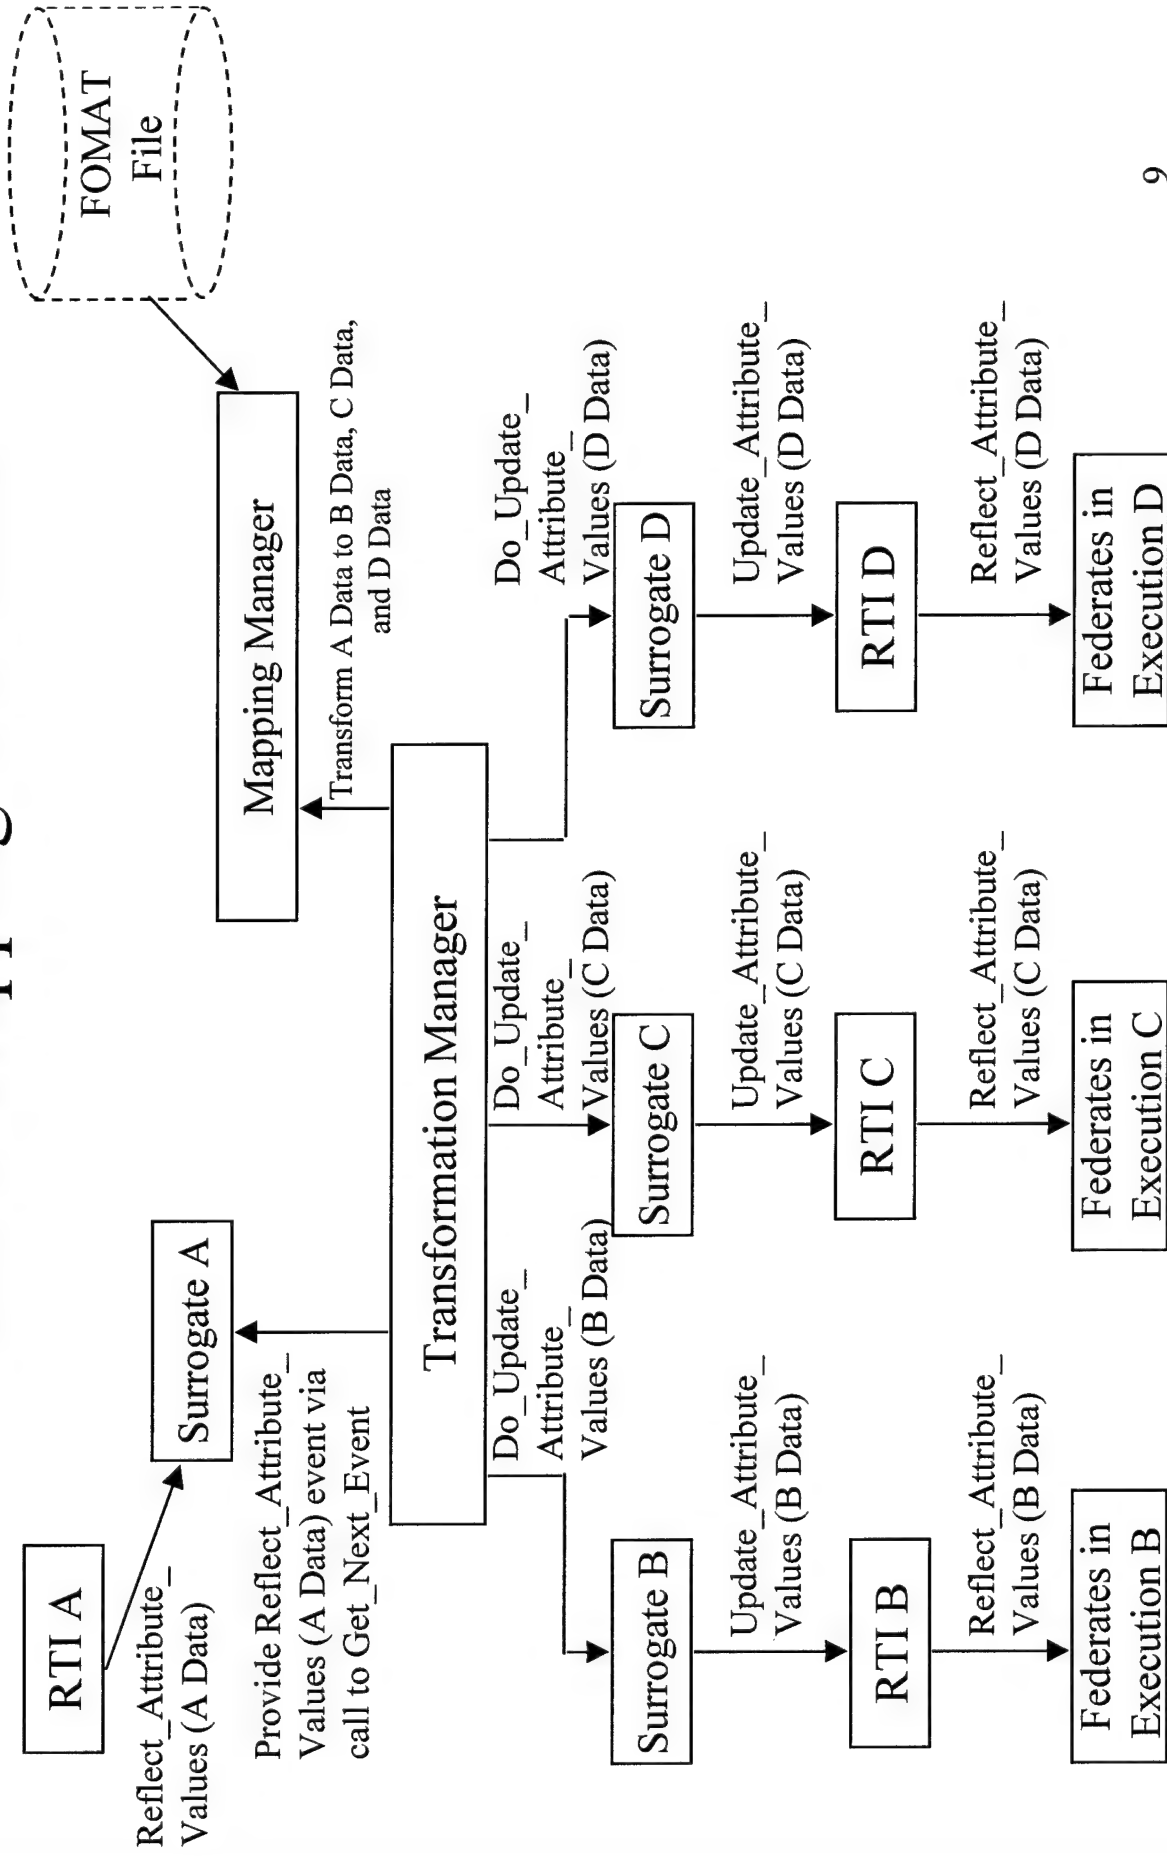 RTI A
Reflect_Attribute_
Values (A Data)
Surrogate A
Provide Reflect_Attribute_
Values (A Data) event via
call to Get_Next_Event
FOMAT
File
Mapping Manager
Transform A Data to B Data, C Data,
and D Data
Transformation Manager
Do_Update_
Attribute_
Values (B Data)
Do_Update_
Attribute_
Values (C Data)
Do_Update_
Attribute_
Values (D Data)
Surrogate B
Surrogate C
Surrogate D
Update_Attribute_
Values (B Data)
Update_Attribute_
Values (C Data)
Update_Attribute_
Values (D Data)
RTI B
RTI C
RTI D
Reflect_Attribute_
Values (B Data)
Reflect_Attribute_
Values (C Data)
Reflect_Attribute_
Values (D Data)
Federates in
Execution B
Federates in
Execution C
Federates in
Execution D
9